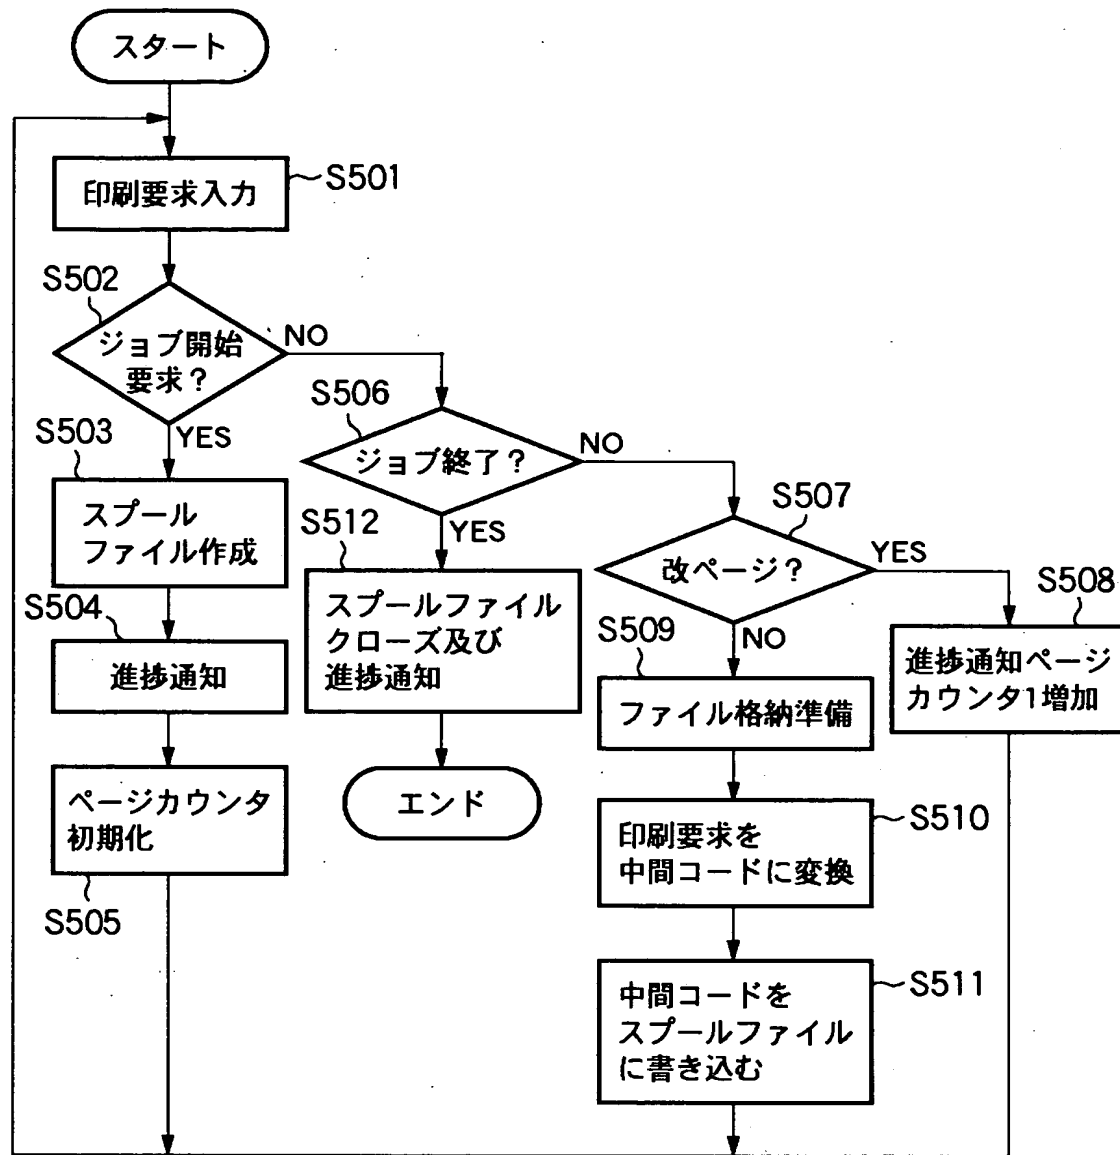 スタート
印刷要求入力
S501
S502
ジョブ開始
要求？
NO
YES
S503
スプール
ファイル作成
S504
進捗通知
ページカウンタ
初期化
S505
S506
ジョブ終了？
NO
YES
S512
スプールファイル
クローズ及び
進捗通知
エンド
S507
改ページ？
YES
NO
S508
進捗通知ページ
カウンタ1増加
S509
ファイル格納準備
S510
印刷要求を
中間コードに変換
S511
中間コードを
スプールファイル
に書き込む